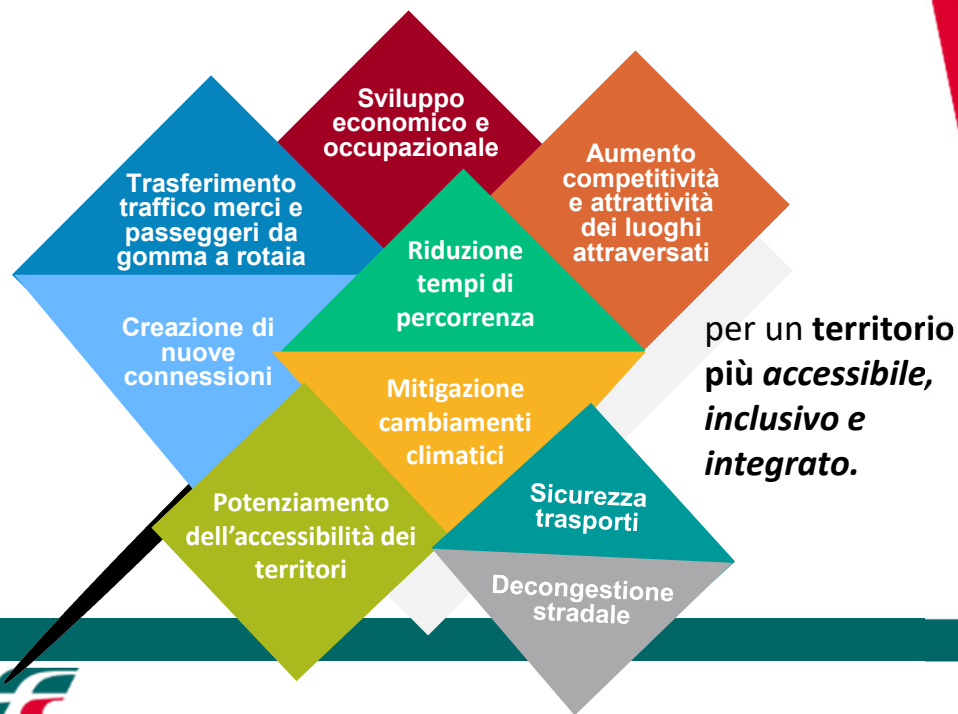 Sviluppo
economico e
occupazionale
Aumento
competitività
e attrattività
dei luoghi
attraversati
Trasferimento
traffico merci e
passeggeri da
gomma a rotaia
Riduzione
tempi di
percorrenza
Creazione di
nuove
connessioni
Mitigazione
cambiamenti
climatici
per un territorio
più accessibile,
inclusivo e
integrato.
Potenziamento
dell’accessibilità dei
territori
Sicurezza
trasporti
Decongestione
stradale